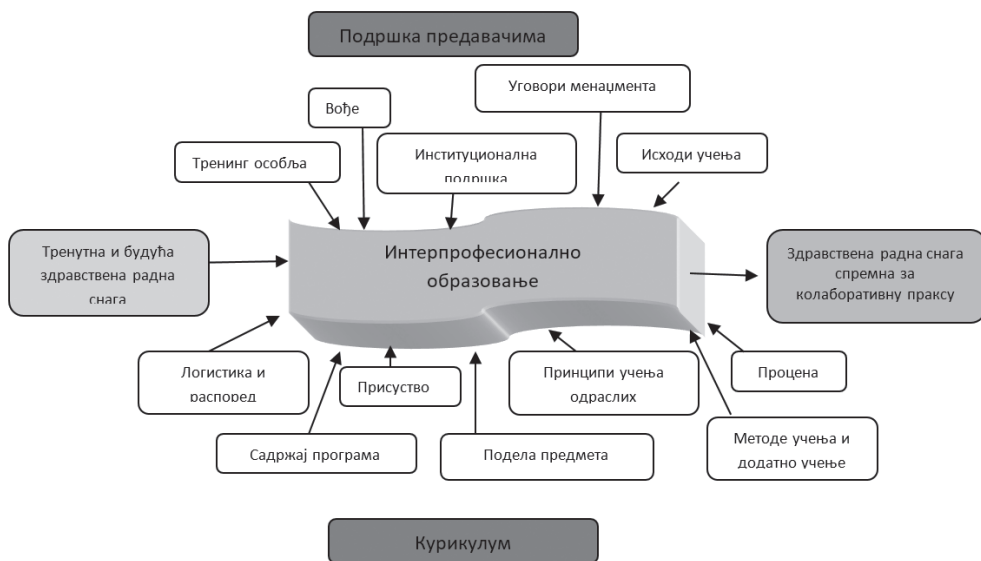 Подршка предавачима
Уговори менаџмента
Вође
Тренинг особља
Институционална
подршка
Исходи учења
Тренутна и будућа
здравствена радна
снага
Интерпрофесионално
образовање
Здравствена радна снага
спремна за
колаборативну праксу
Логистика и
распоред
Присуство
Принципи учења
одраслих
Процена
Садржај програма
Подела предмета
Методе учења и
додатно учење
Курикулум